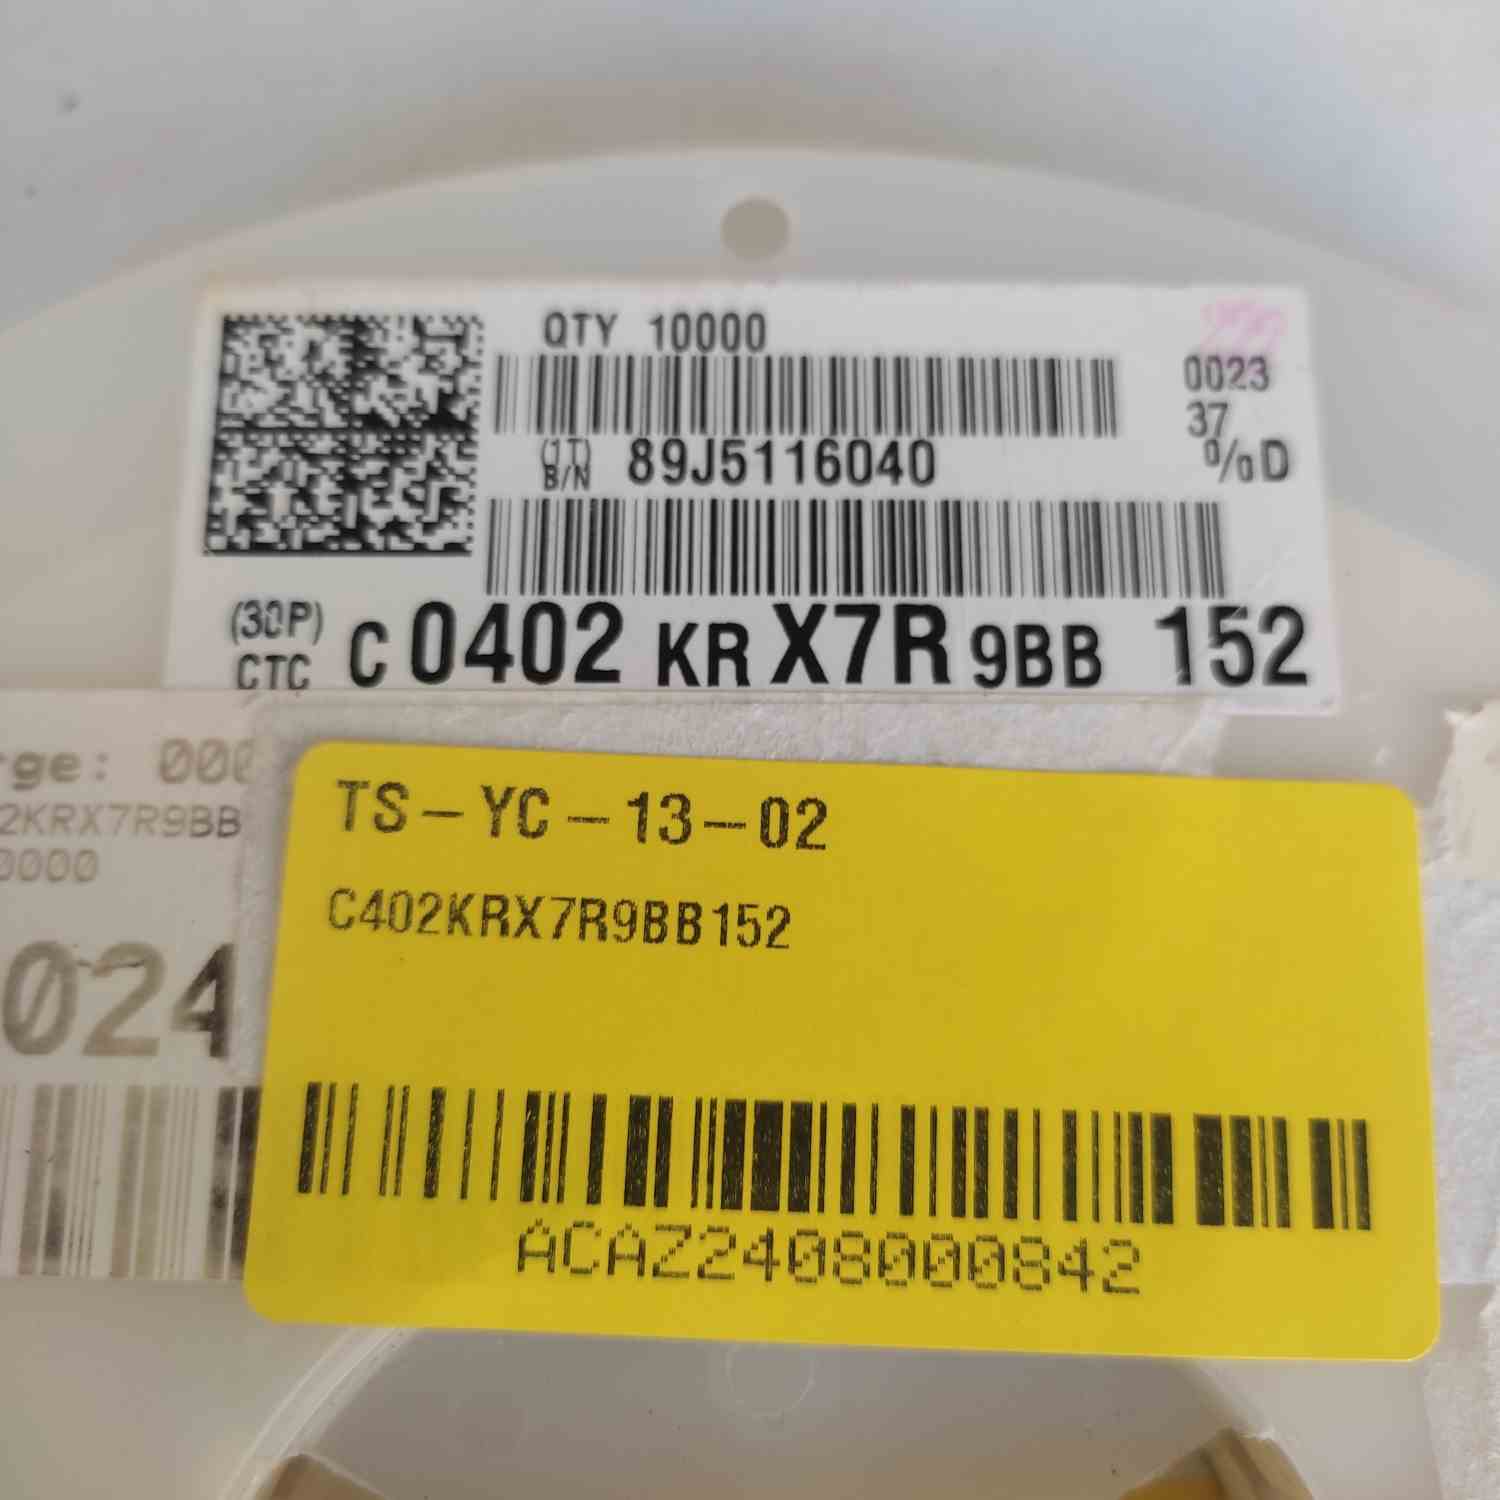 QTY 10000
0023
37
%D
(1T)
B/N 89J5116040
(30P)
CTC C 0402 KR X7R 9BB 152
rge: 000
2KRX7R9BB
0000
024
TS-YC-13-02
C402KRX7R9BB152
ACAZ2408000842